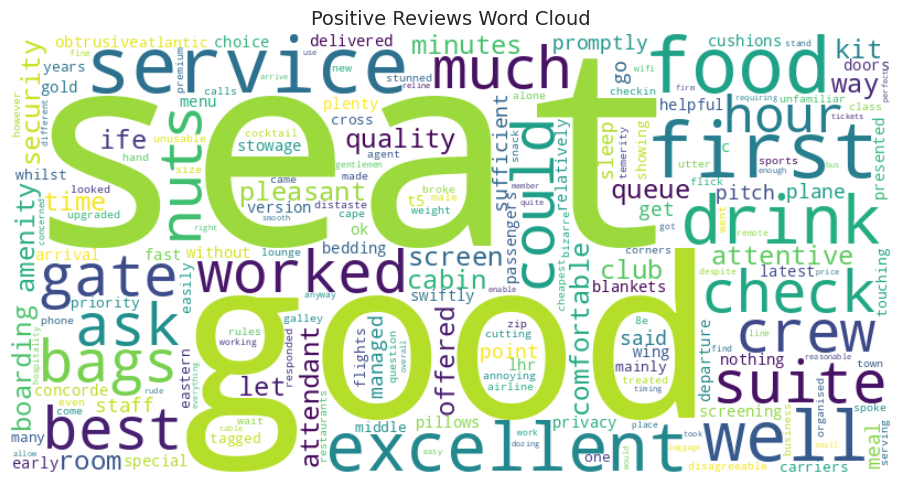 Positive Reviews Word Cloud
obtrusive atlantic choice delivered minutes promptly cushions stand
service much food kit
years gold menu calls premium use new stunned reline arrive wifi go firm checkin requiring tickets doors way perfect
however different security whilst hand nuts unusable size cocktail stowage plenty cross alone snack helpful unfamiliar class
seat
ife agent quality gentlemen made sufficient could relatively sleep temerity showing hour first c utter sports bus enough presented
looked time upgraded concerned pleasant came distaste broke male t5 weight cape version ok smooth right member quite queue pitch plane flick get got went remote drink
amenity arrival fast without lounge bedding screen passengers bizarre corners attentive
gate worked cabin cheapest comfortable club despite latest price touching
priority easily anyway galley swiftly enable blankets check
boarding phone ask rules working zip cutting 8e said wing find line town
hospitality bags concorde eastern everyoning let responded flights managed question overall lhr point annoying airline treated timing mainly departure nothing reasonable crew
good
even staff come wait table tagged attendant restaurants offered middle pillows work dozing easy privacy place took luggage screening business organised spoke suite
many rude best
allow early room special excellent one would disagreeable small carriers well meal serving